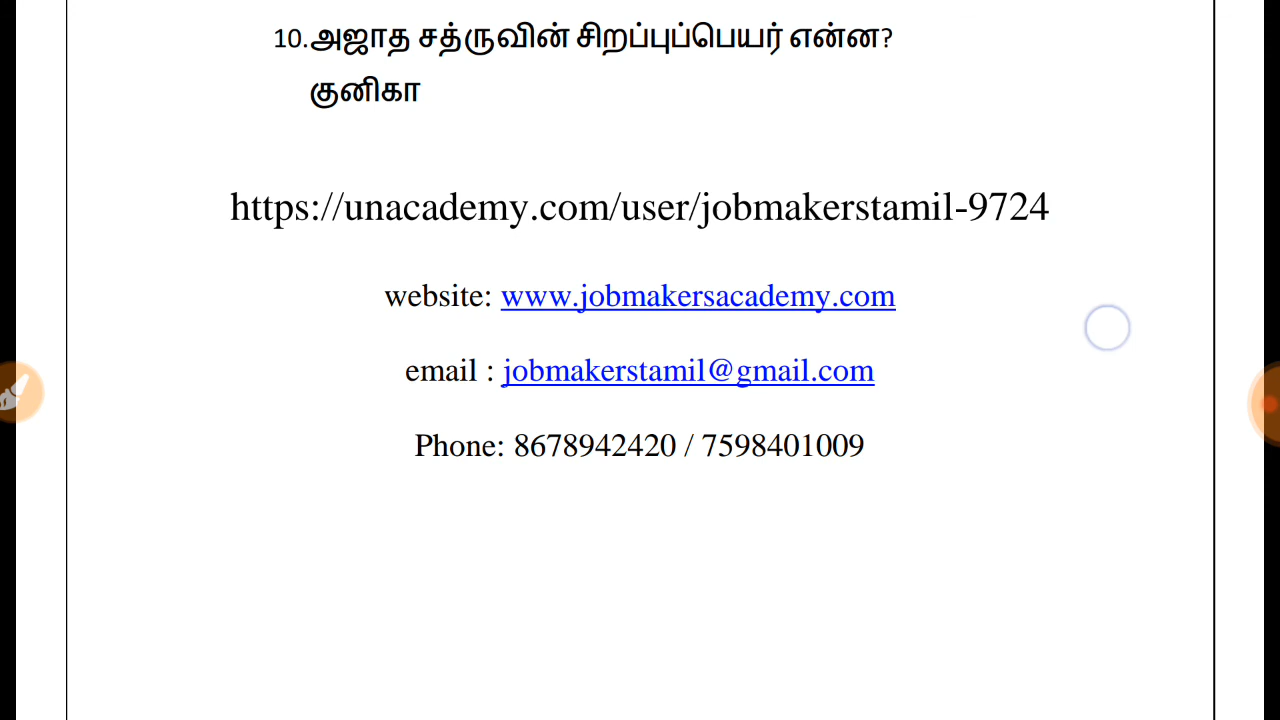 10.அஜாத சத்ருவின் சிறப்புப்பெயர் என்ன?
குனிகா
https://unacademy.com/user/jobmakerstamil-9724
website: www.jobmakersacademy.com
email : jobmakerstamil@gmail.com
Phone: 8678942420 / 7598401009